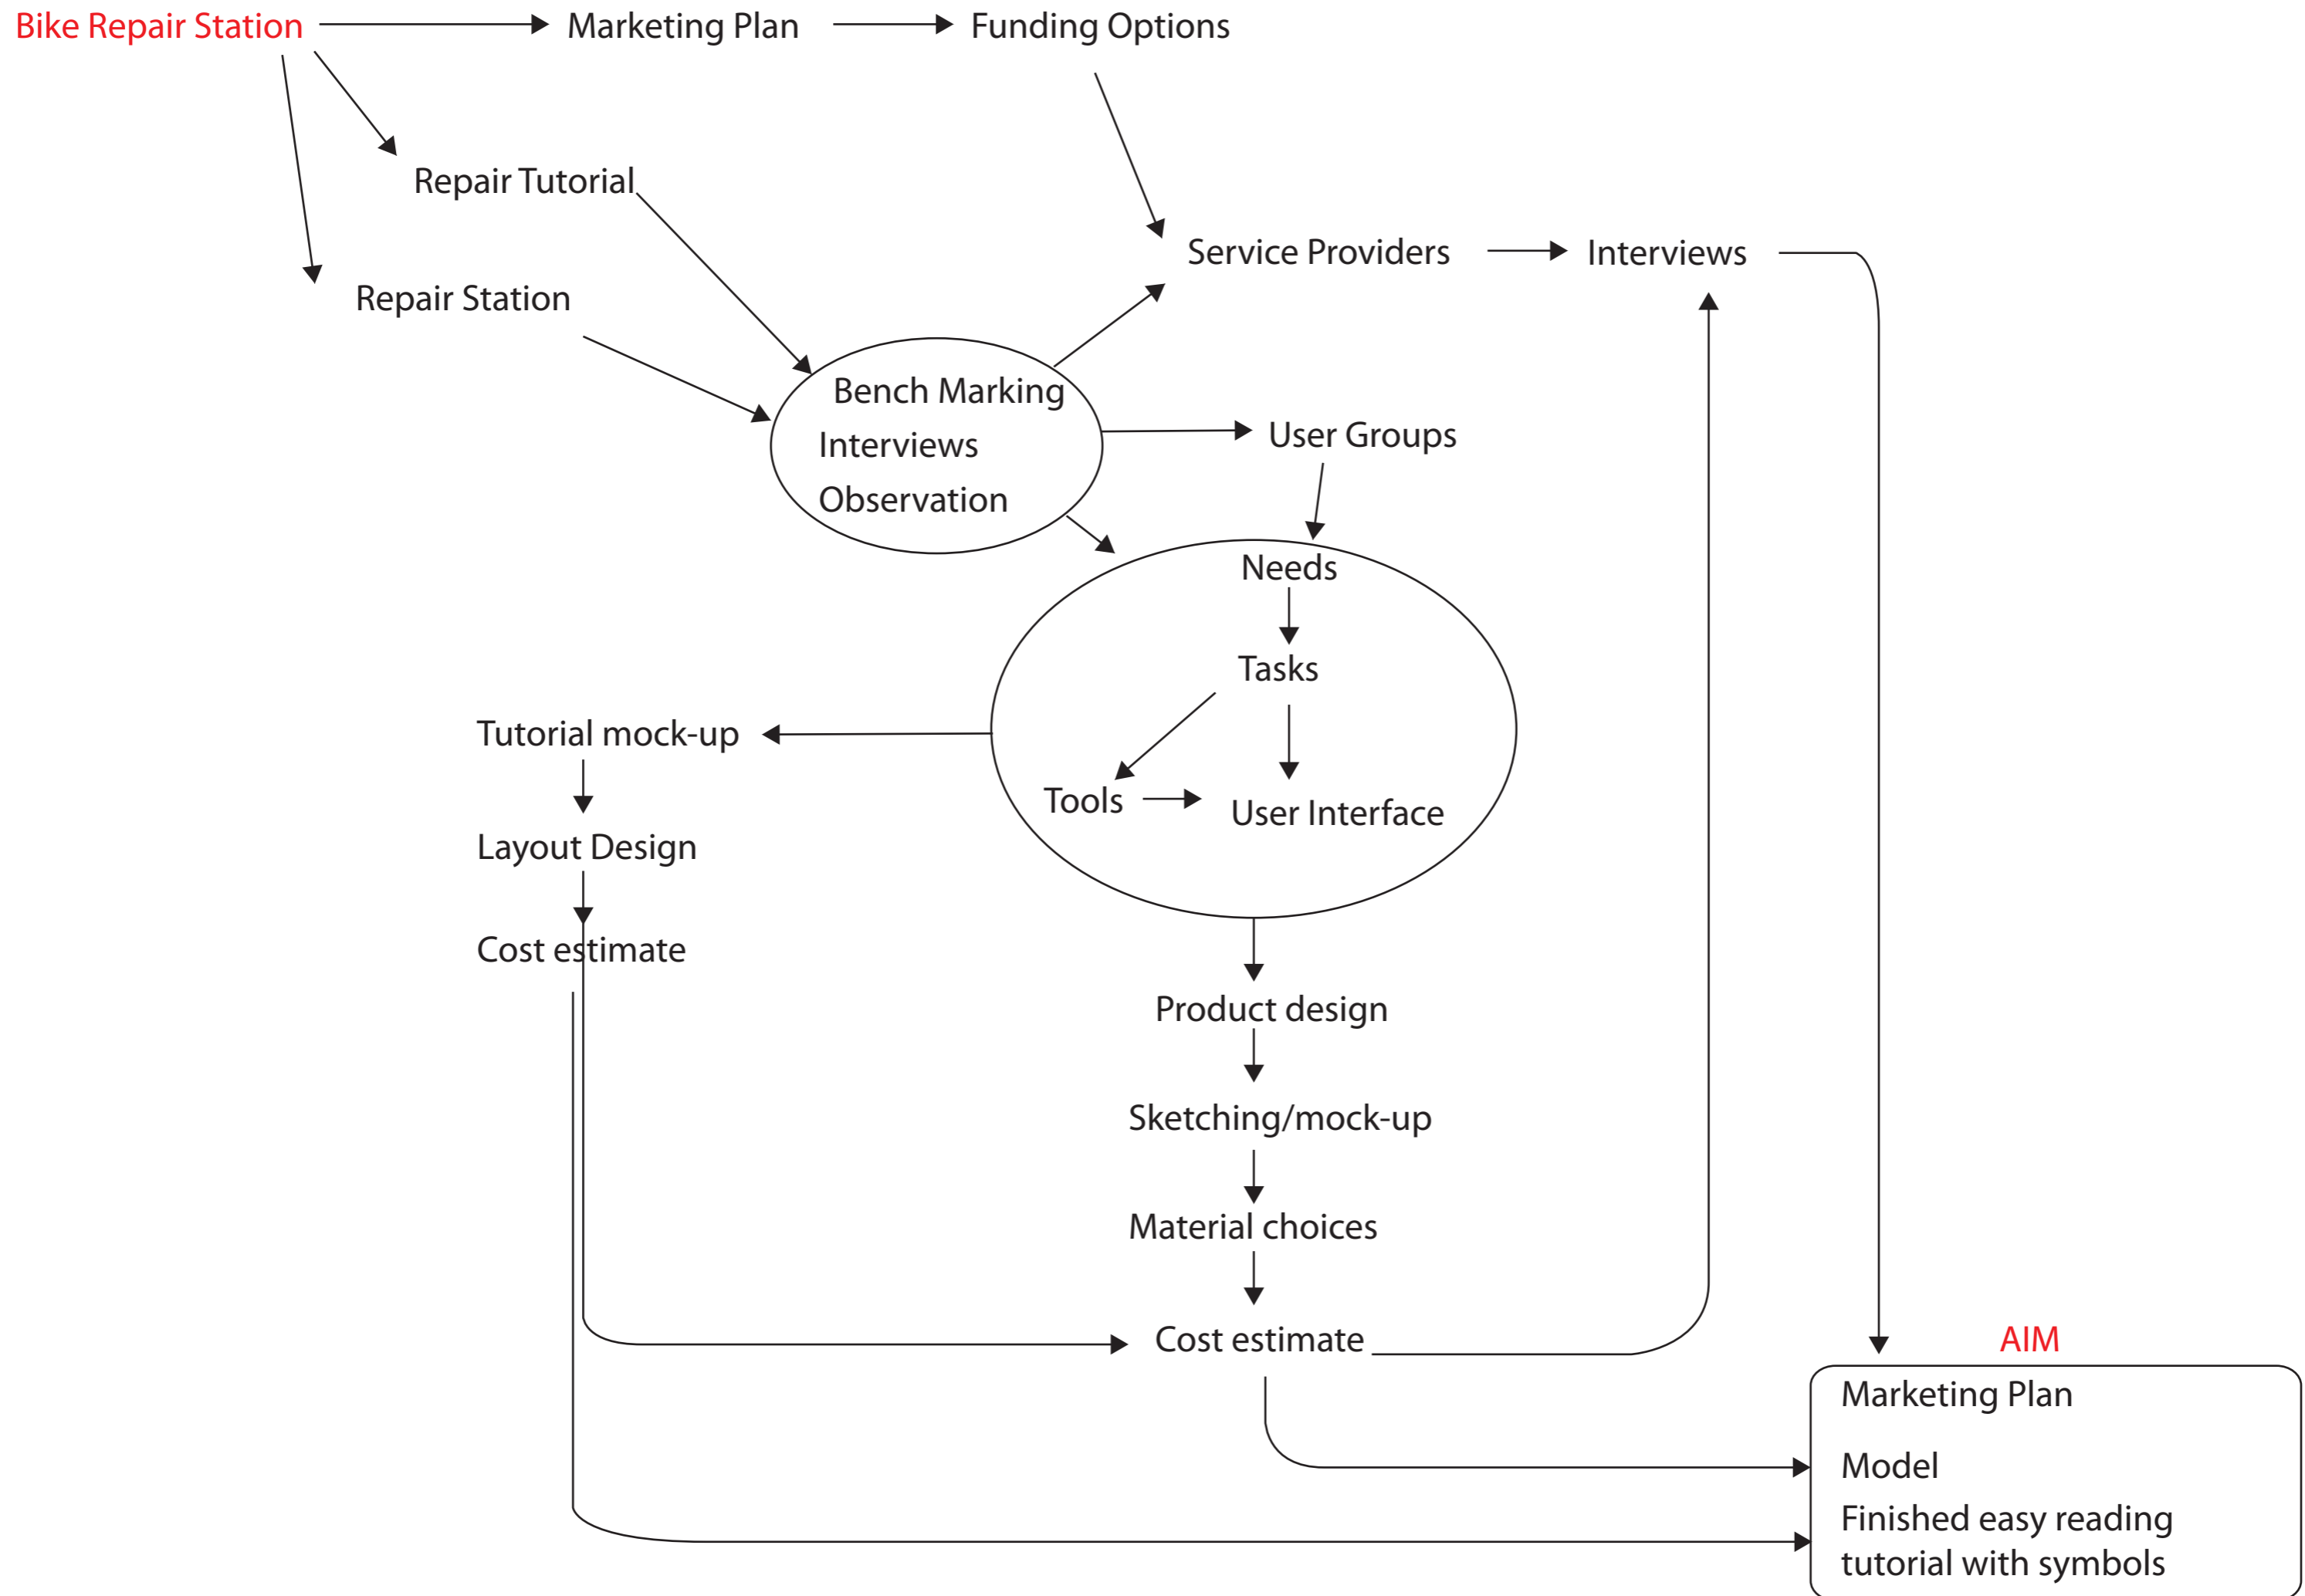 Bike Repair Station
Marketing Plan
Funding Options
Repair Tutorial
Service Providers
Interviews
Repair Station
Bench Marking
Interviews
Observation
User Groups
Needs
Tasks
Tools
User Interface
Tutorial mock-up
Layout Design
Cost estimate
Product design
Sketching/mock-up
Material choices
Cost estimate
AIM
Marketing Plan
Model
Finished easy reading
tutorial with symbols